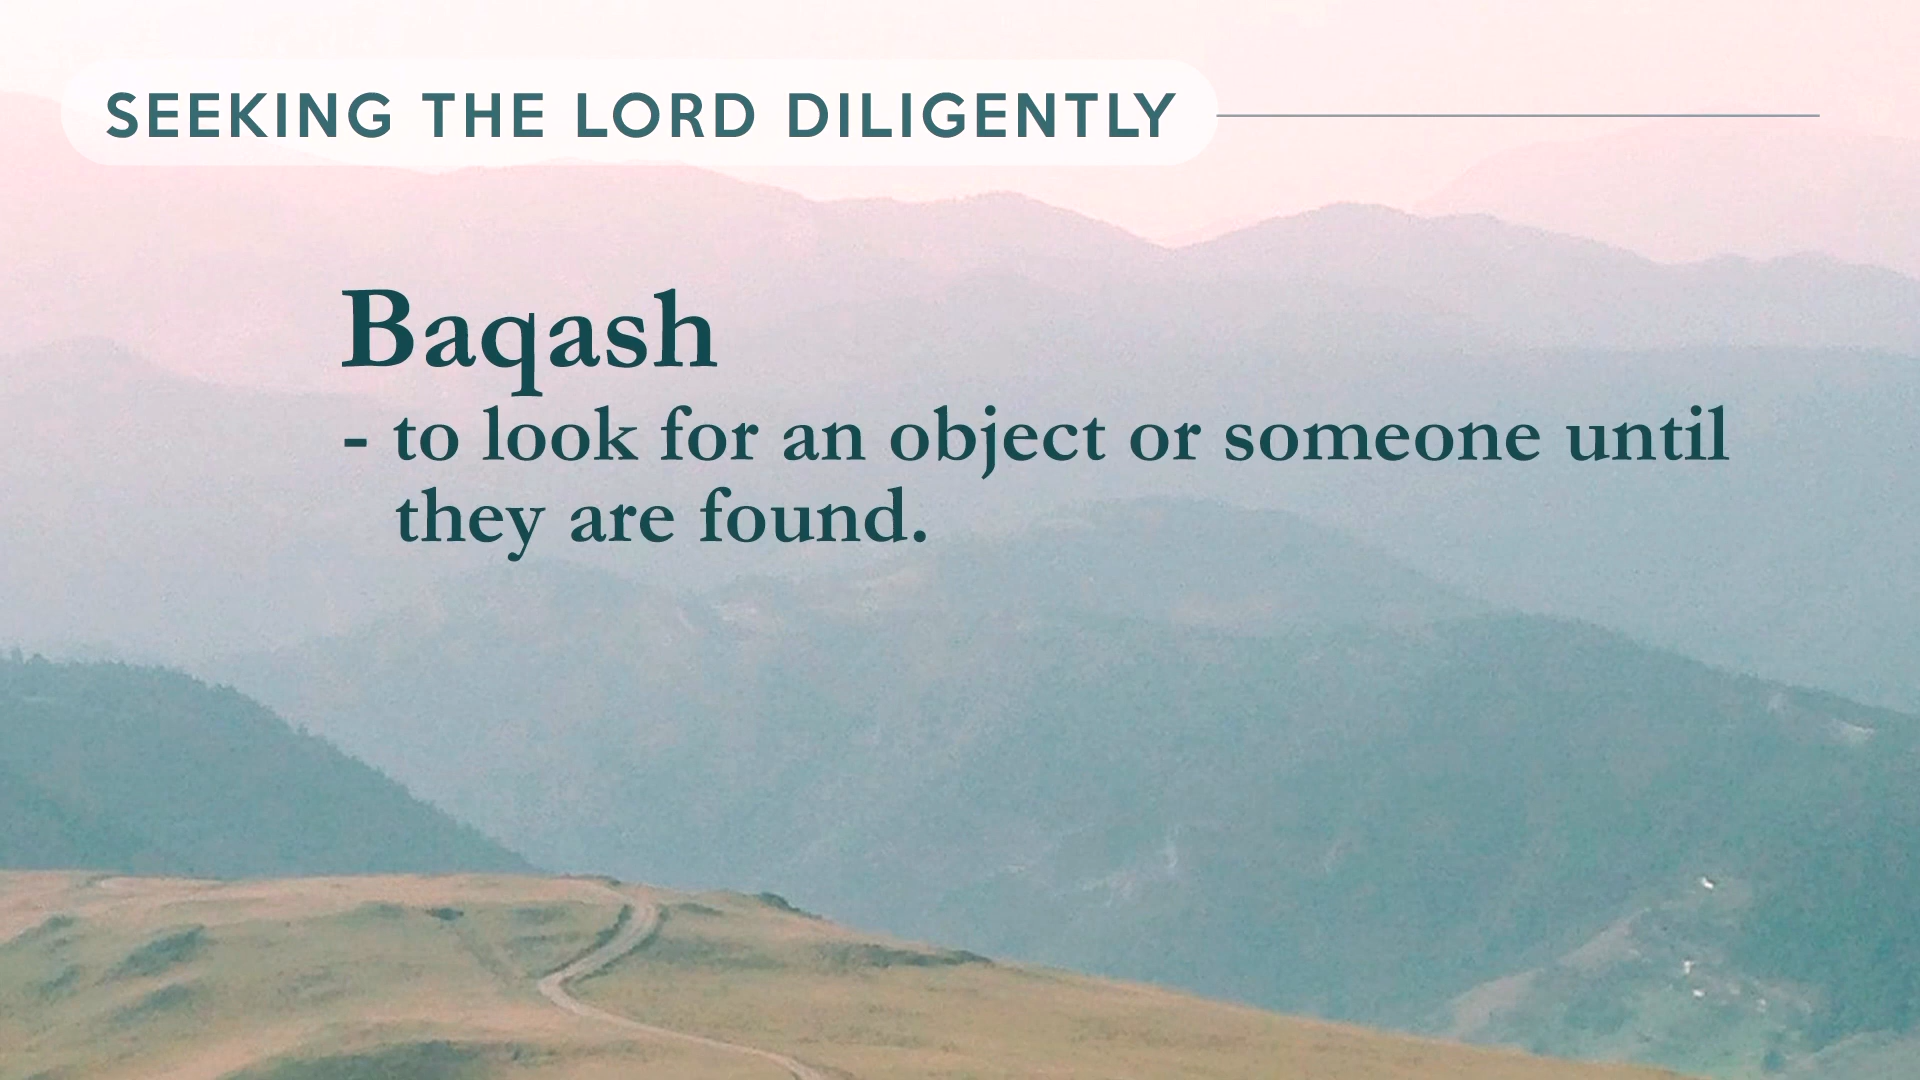 SEEKING THE LORD DILIGENTLY
Baqash
- to look for an object or someone until
they are found.